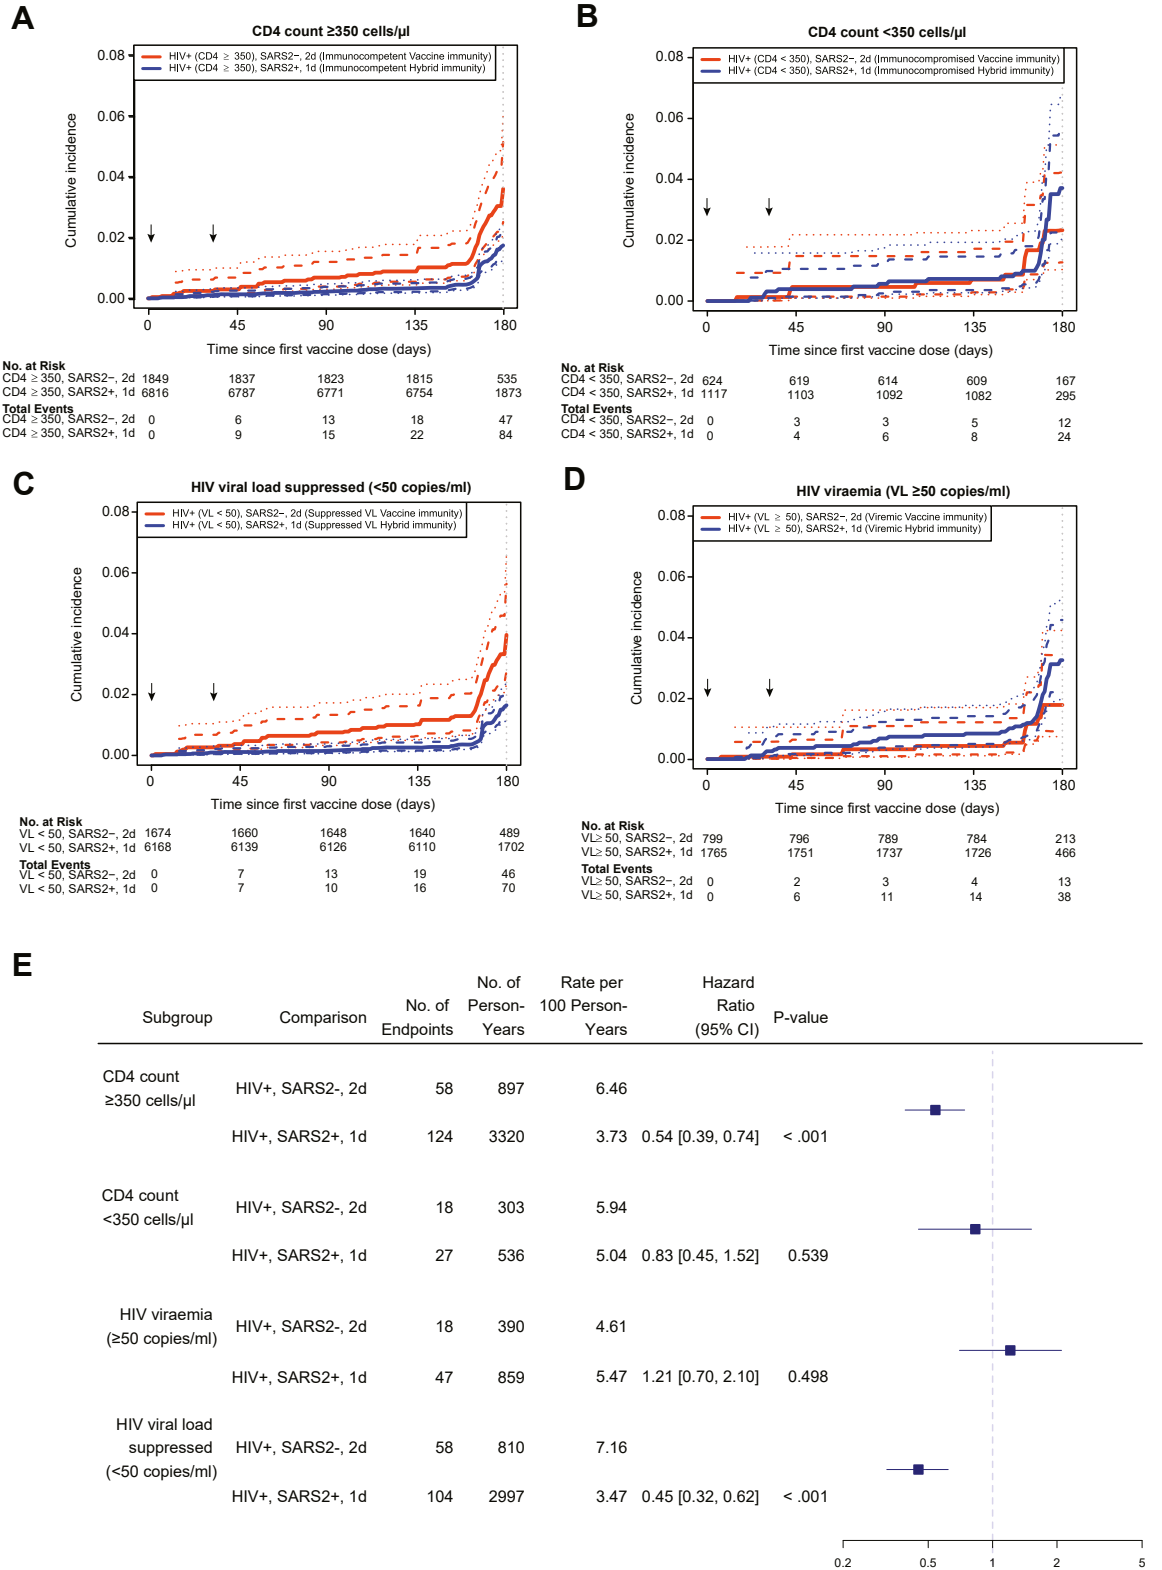 A
CD4 count ≥350 cells/µl
HIV+ (CD4 ≥ 350), SARS2−, 2d (Immunocompetent Vaccine immunity)
HIV+ (CD4 ≥ 350), SARS2+, 1d (Immunocompetent Hybrid immunity)
Cumulative incidence
0.08
0.06
0.04
0.02
0.00
0 45 90 135 180
Time since first vaccine dose (days)
No. at Risk
CD4 ≥ 350, SARS2−, 2d 1849 1837 1823 1815 535
CD4 ≥ 350, SARS2+, 1d 6816 6787 6771 6754 1873
Total Events
CD4 ≥ 350, SARS2−, 2d 0 6 13 18 47
CD4 ≥ 350, SARS2+, 1d 0 9 15 22 84
B
CD4 count <350 cells/µl
HIV+ (CD4 < 350), SARS2−, 2d (Immunocompromised Vaccine immunity)
HIV+ (CD4 < 350), SARS2+, 1d (Immunocompromised Hybrid immunity)
Cumulative incidence
0.08
0.06
0.04
0.02
0.00
0 45 90 135 180
Time since first vaccine dose (days)
No. at Risk
CD4 < 350, SARS2−, 2d 624 619 614 609 167
CD4 < 350, SARS2+, 1d 1117 1103 1092 1082 295
Total Events
CD4 < 350, SARS2−, 2d 0 3 3 5 12
CD4 < 350, SARS2+, 1d 0 4 6 8 24
C
HIV viral load suppressed (<50 copies/ml)
HIV+ (VL < 50), SARS2−, 2d (Suppressed VL Vaccine immunity)
HIV+ (VL < 50), SARS2+, 1d (Suppressed VL Hybrid immunity)
Cumulative incidence
0.08
0.06
0.04
0.02
0.00
0 45 90 135 180
Time since first vaccine dose (days)
No. at Risk
VL < 50, SARS2−, 2d 1674 1660 1648 1640 489
VL < 50, SARS2+, 1d 6168 6139 6126 6110 1702
Total Events
VL < 50, SARS2−, 2d 0 7 13 19 46
VL < 50, SARS2+, 1d 0 7 10 16 70
D
HIV viraemia (VL ≥50 copies/ml)
HIV+ (VL ≥ 50), SARS2−, 2d (Viremic Vaccine immunity)
HIV+ (VL ≥ 50), SARS2+, 1d (Viremic Hybrid immunity)
Cumulative incidence
0.08
0.06
0.04
0.02
0.00
0 45 90 135 180
Time since first vaccine dose (days)
No. at Risk
VL≥ 50, SARS2−, 2d 799 796 789 784 213
VL≥ 50, SARS2+, 1d 1765 1751 1737 1726 466
Total Events
VL≥ 50, SARS2−, 2d 0 2 3 4 13
VL≥ 50, SARS2+, 1d 0 6 11 14 38
E
No. of Rate per Hazard
No. of Person- 100 Person- Ratio
Subgroup Comparison Endpoints Years Years (95% CI) P-value
CD4 count
≥350 cells/µl
HIV+, SARS2-, 2d 58 897 6.46
HIV+, SARS2+, 1d 124 3320 3.73 0.54 [0.39, 0.74] < .001
CD4 count
<350 cells/µl
HIV+, SARS2-, 2d 18 303 5.94
HIV+, SARS2+, 1d 27 536 5.04 0.83 [0.45, 1.52] 0.539
HIV viraemia
(≥50 copies/ml)
HIV+, SARS2-, 2d 18 390 4.61
HIV+, SARS2+, 1d 47 859 5.47 1.21 [0.70, 2.10] 0.498
HIV viral load
suppressed
(<50 copies/ml)
HIV+, SARS2-, 2d 58 810 7.16
HIV+, SARS2+, 1d 104 2997 3.47 0.45 [0.32, 0.62] < .001
0.2 0.5 1 2 5